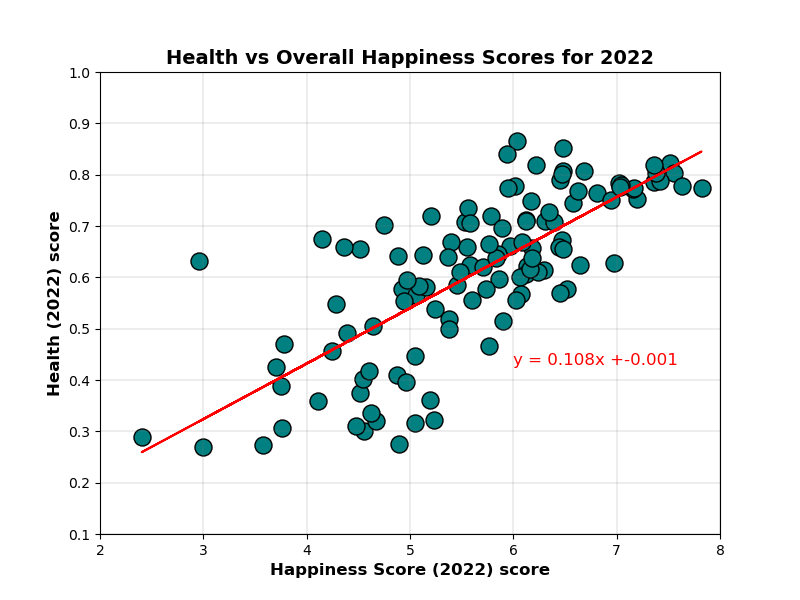 Health vs Overall Happiness Scores for 2022
1.0
0.9
0.8
0.7
0.6
0.5
0.4
0.3
0.2
0.1
Health (2022) score
y = 0.108x +-0.001
2 3 4 5 6 7 8
Happiness Score (2022) score